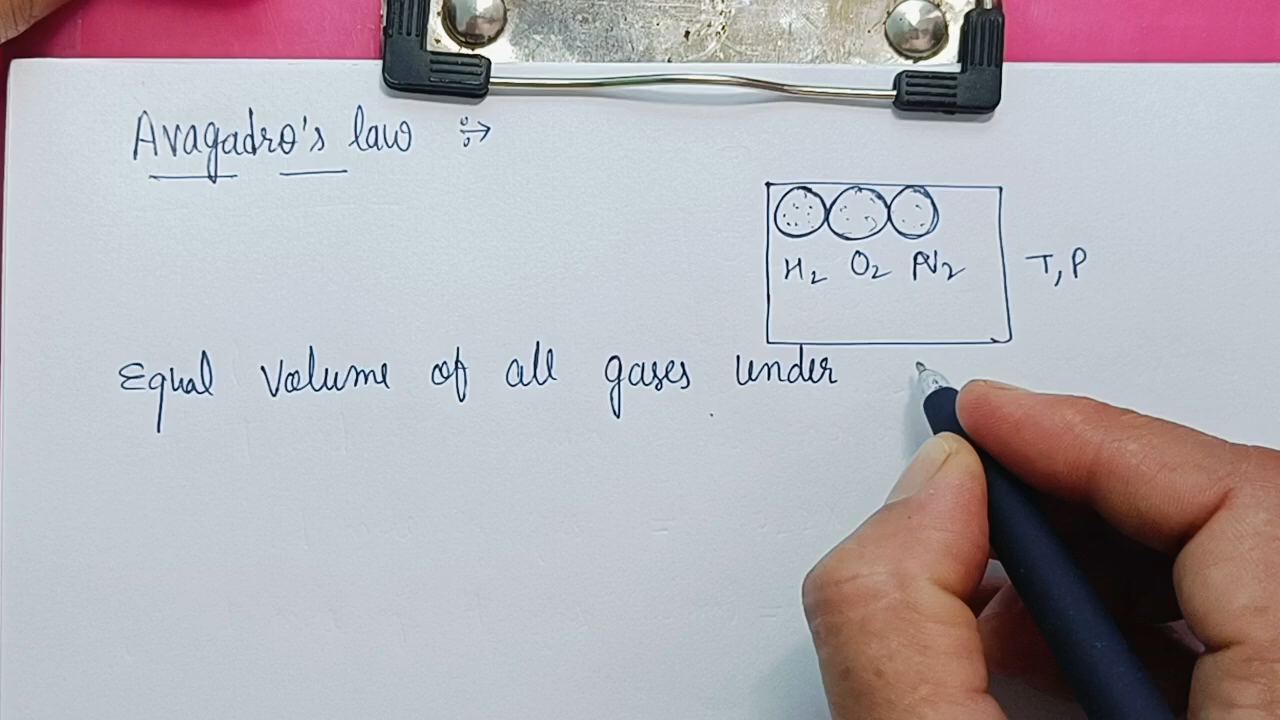 Avagadro's law :→
H₂ O₂ N₂ T, P
Equal volume of all gases under